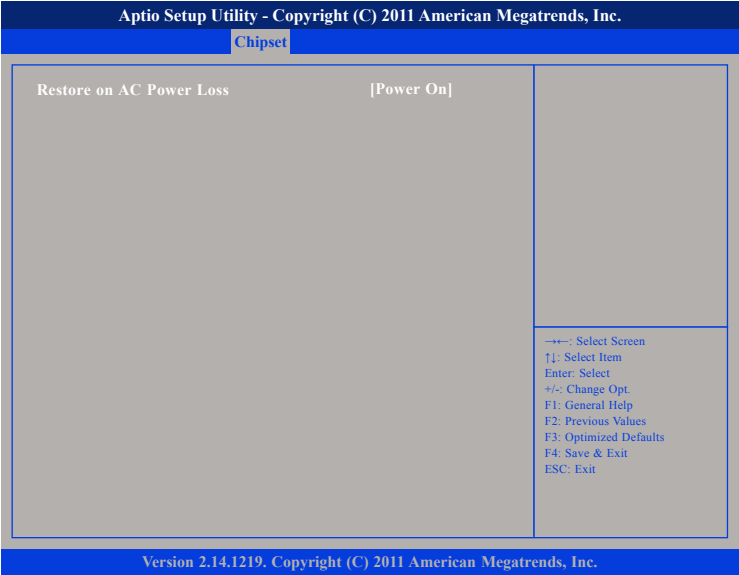 Aptio Setup Utility - Copyright (C) 2011 American Megatrends, Inc.
Chipset
Restore on AC Power Loss [Power On]
→←: Select Screen
↑↓: Select Item
Enter: Select
+/-: Change Opt.
F1: General Help
F2: Previous Values
F3: Optimized Defaults
F4: Save & Exit
ESC: Exit
Version 2.14.1219. Copyright (C) 2011 American Megatrends, Inc.